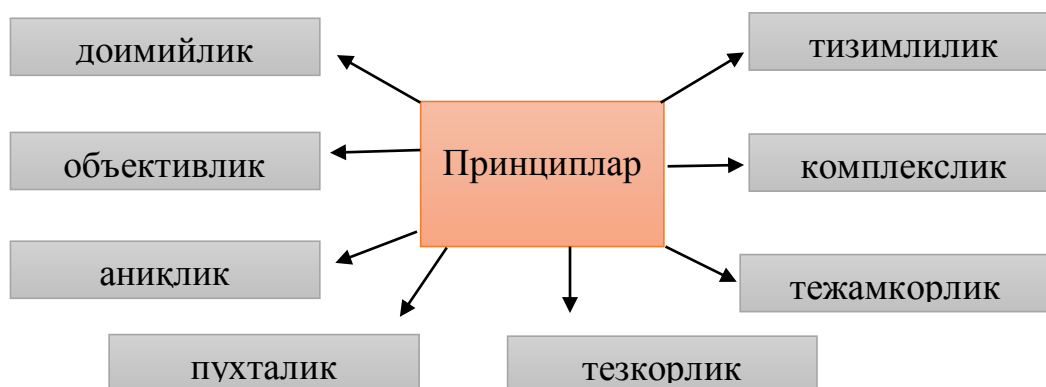 доимийлик
тизимлилик
объективлик
Принциплар
комплекслик
аниқлик
тежамкорлик
пухталик
тезкорлик